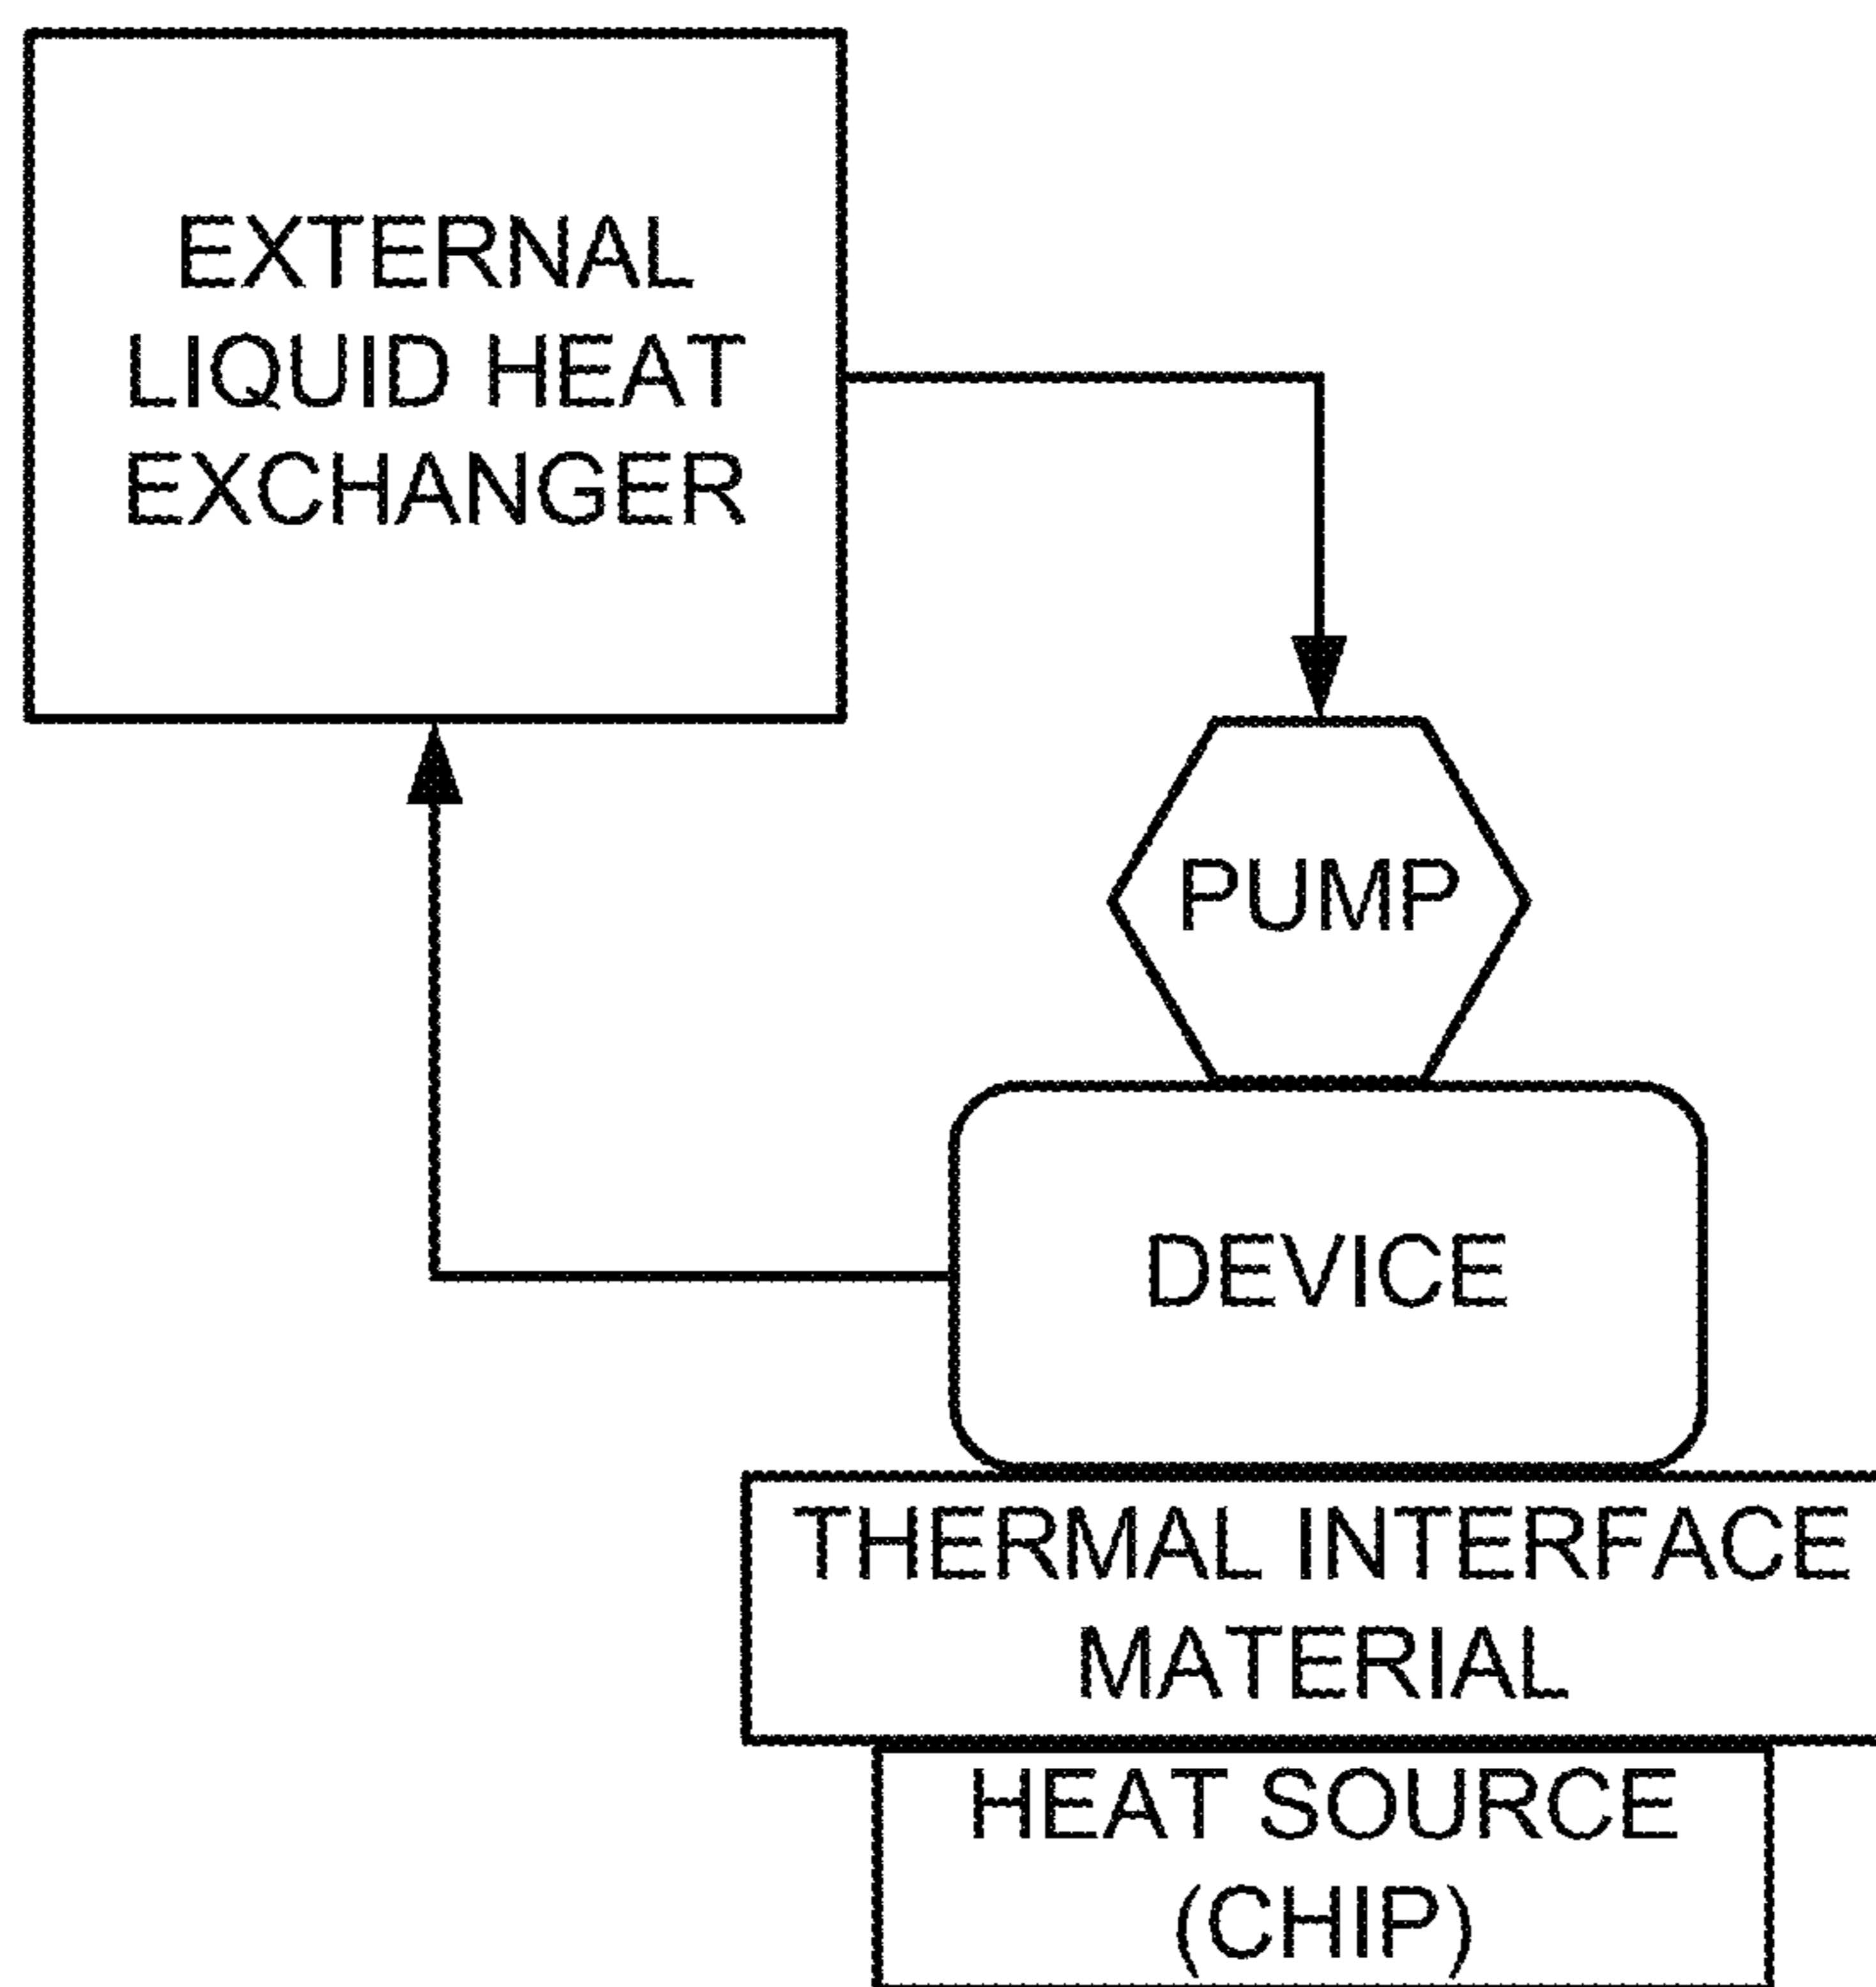 EXTERNAL
LIQUID HEAT
EXCHANGER
PUMP
DEVICE
THERMAL INTERFACE
MATERIAL
HEAT SOURCE
(CHIP)